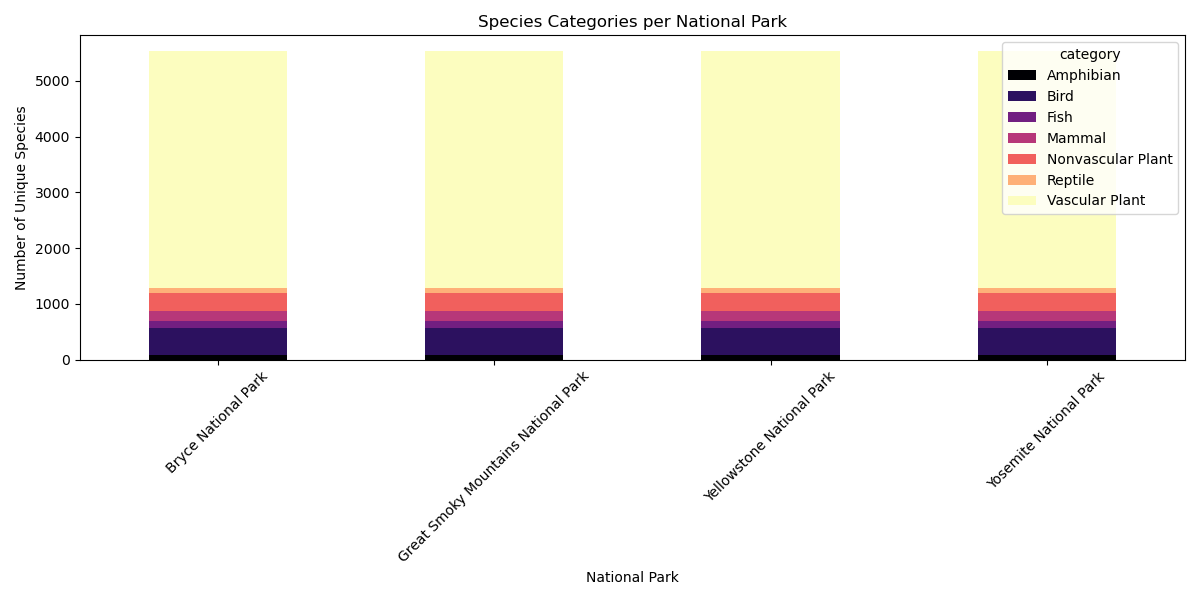 Species Categories per National Park
Number of Unique Species
5000
4000
3000
2000
1000
0
category
Amphibian
Bird
Fish
Mammal
Nonvascular Plant
Reptile
Vascular Plant
Bryce National Park
Great Smoky Mountains National Park
Yellowstone National Park
Yosemite National Park
National Park